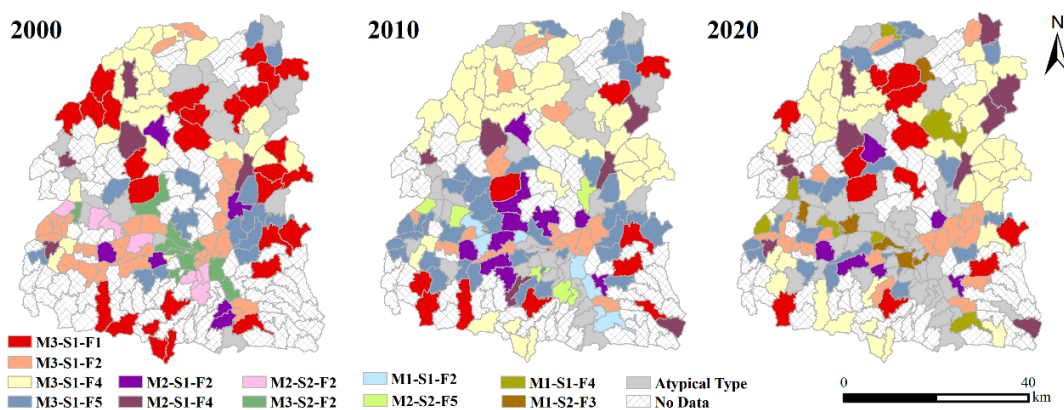 2000 2010 2020 N
M3-S1-F1
M3-S1-F2
M3-S1-F4 M2-S1-F2 M2-S2-F2 M1-S1-F2 M1-S1-F4 Atypical Type 0 40
M3-S1-F5 M2-S1-F4 M3-S2-F2 M2-S2-F5 M1-S2-F3 No Data km